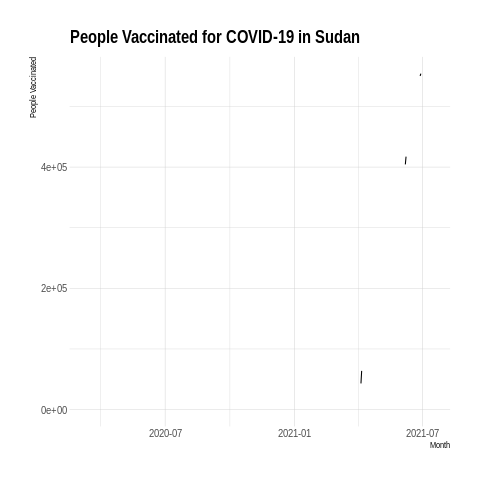 People Vaccinated for COVID-19 in Sudan
People Vaccinated
4e+05
2e+05
0e+00
2020-07
2021-01
2021-07
Month